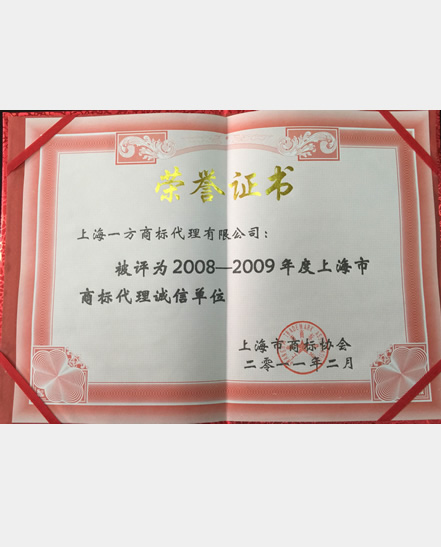 荣誉证书
上海一方商标代理有限公司：
被评为2008—2009年度上海市
商标代理诚信单位
上海市商标协会
二零一一年二月